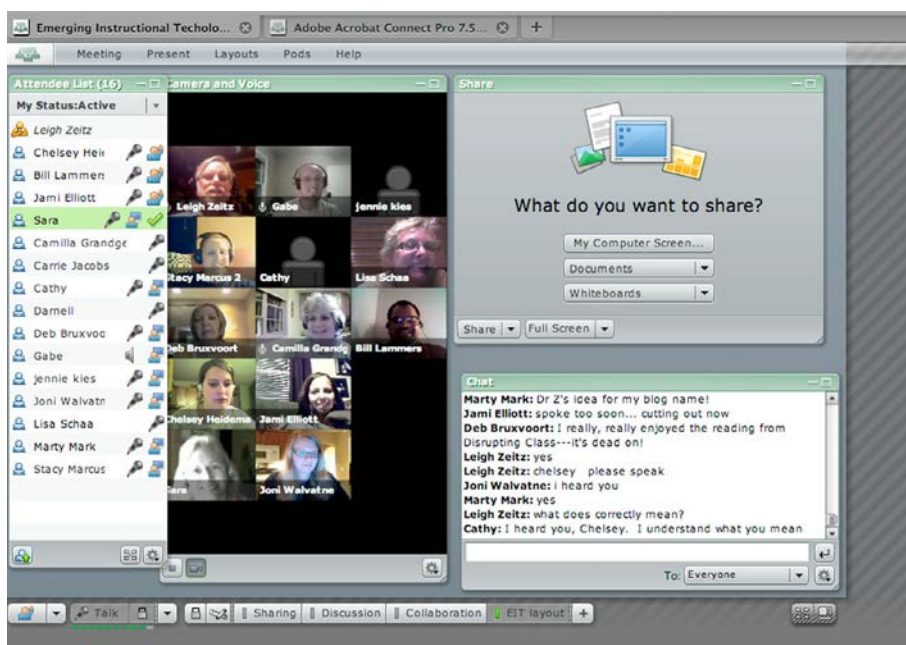 Emerging Instructional Techolo...
Adobe Acrobat Connect Pro 7.5...
+
Meeting Present Layouts Pods Help
Attendee List (16)
My Status:Active
Leigh Zeitz
Chelsey Heir
Bill Lammers
Jami Elliott
Sara
Camilla Grandge
Carrie Jacobs
Cathy
Darnell
Deb Bruxvoo
Gabe
jennie kies
Joni Walvatn
Lisa Schaa
Marty Mark
Stacy Marcus
Camera and Voice
Leigh Zeitz Gabe jennie kies
Stacy Marcus 2 Cathy Lisa Schaa
Deb Bruxvoort Camilla Grandg Bill Lammers
Chelsey Heidema Jami Elliott
Sara Joni Walvatne
Share
What do you want to share?
My Computer Screen...
Documents
Whiteboards
Share Full Screen
Chat
Marty Mark: Dr Z's idea for my blog name!
Jami Elliott: spoke too soon... cutting out now
Deb Bruxvoort: I really, really enjoyed the reading from
Disrupting Class---it's dead on!
Leigh Zeitz: yes
Leigh Zeitz: chelsey please speak
Joni Walvatne: i heard you
Marty Mark: yes
Leigh Zeitz: what does correctly mean?
Cathy: I heard you, Chelsey. I understand what you mean
To: Everyone
Talk Sharing Discussion Collaboration EIT layout +